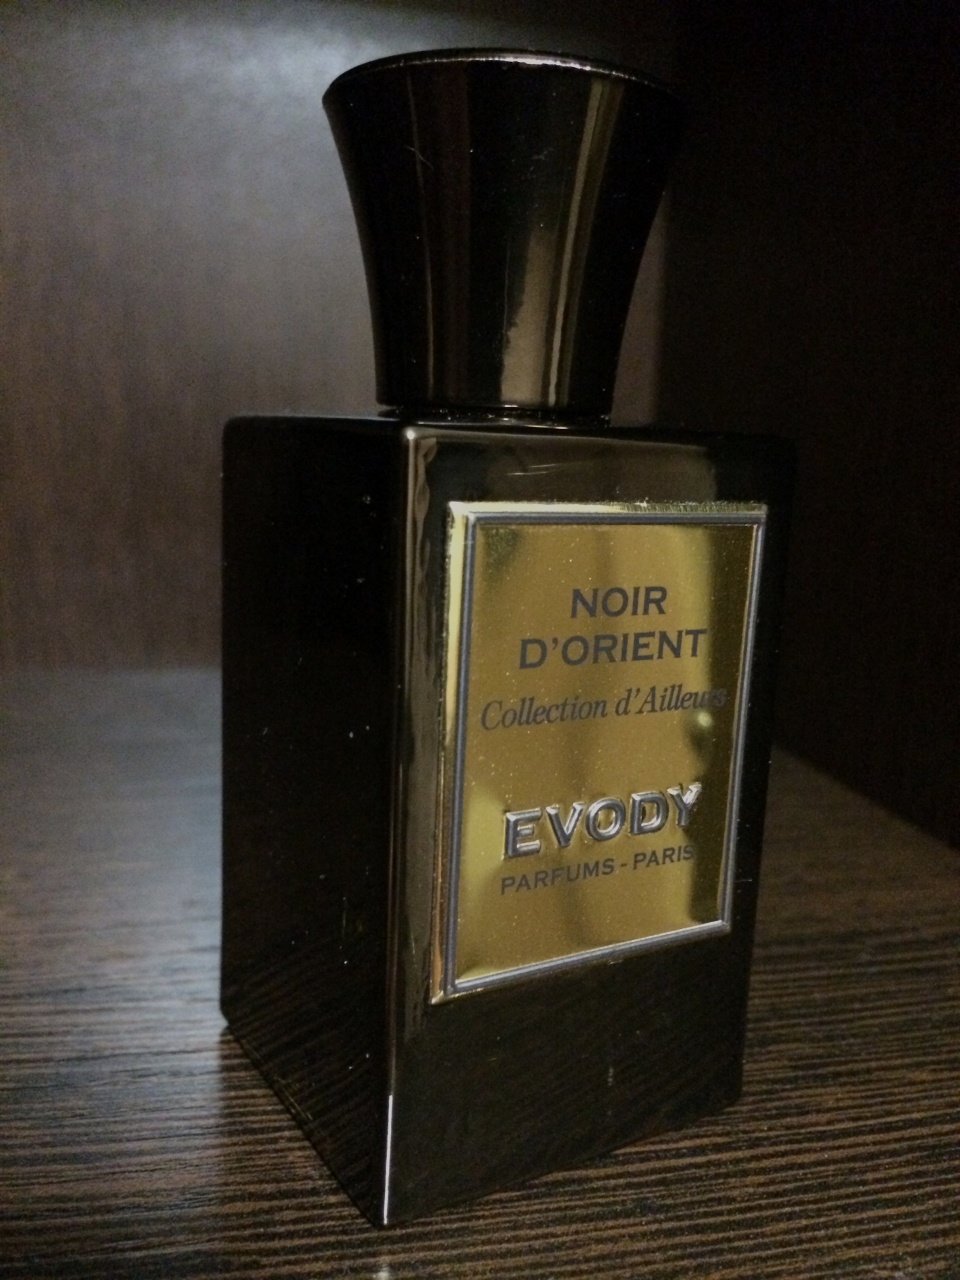 NOIR
D'ORIENT
Collection d'Ailleurs
EVODY
PARFUMS - PARIS